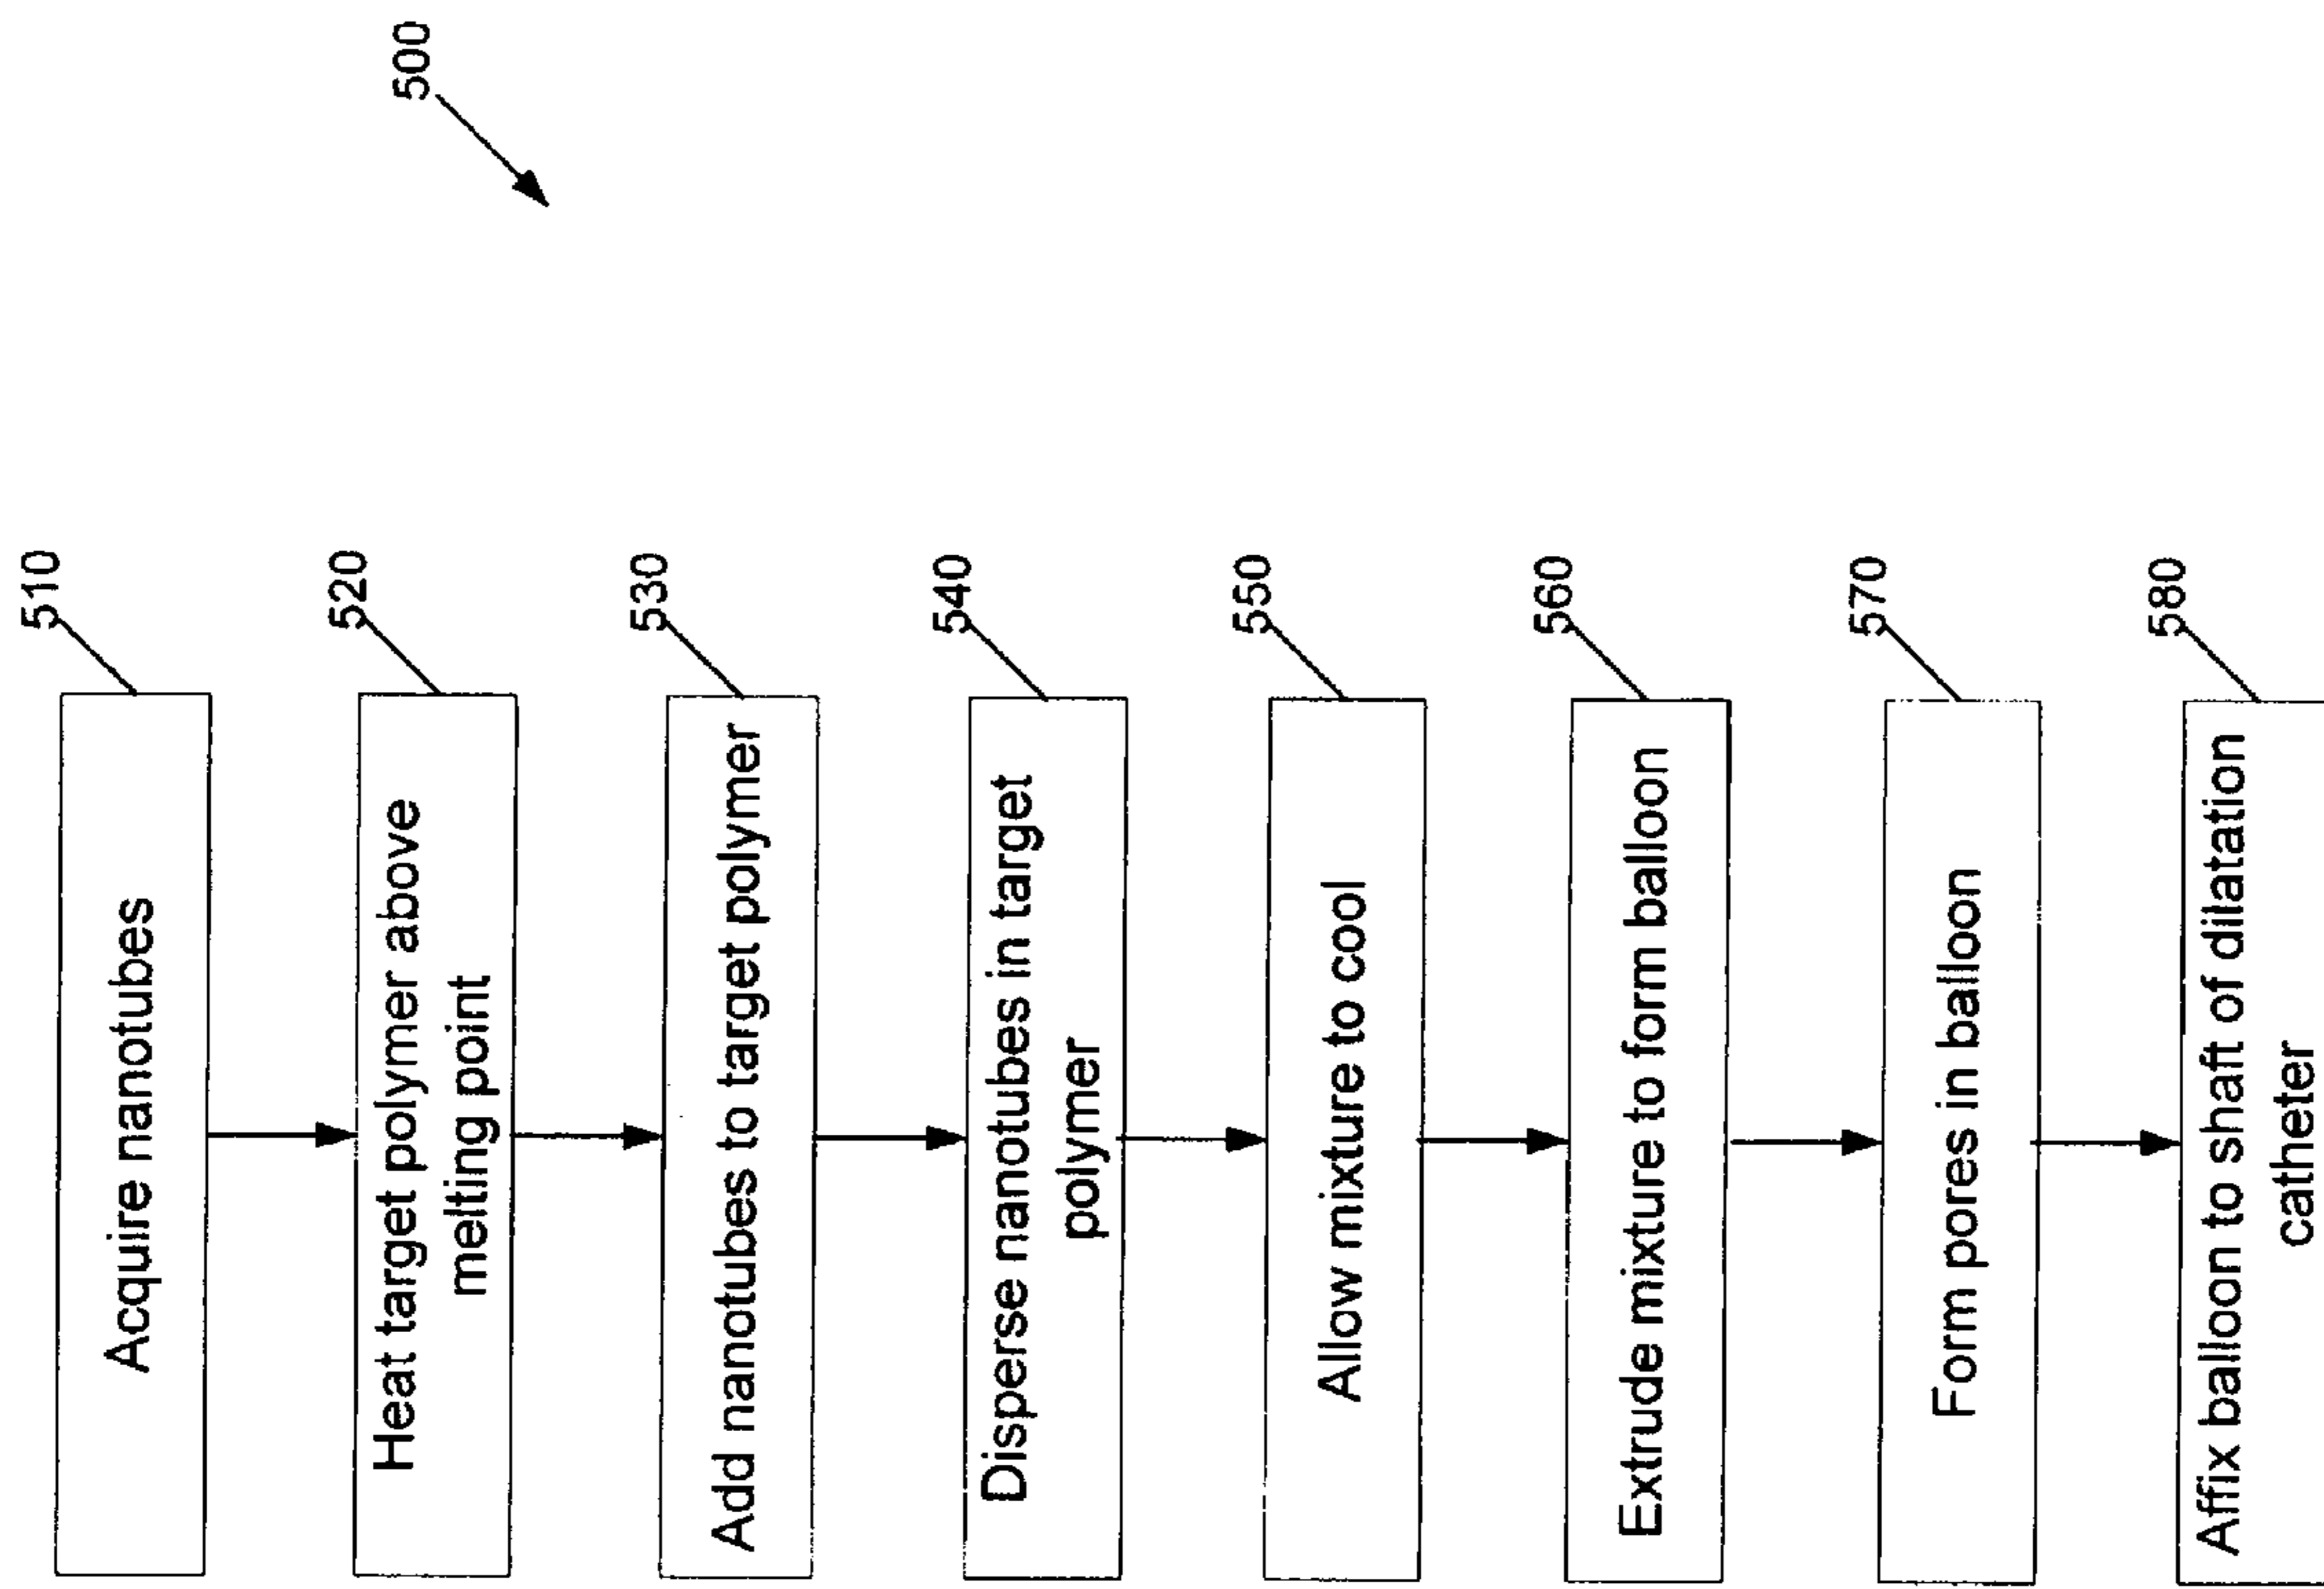 500
510
Acquire nanotubes
520
Heat target polymer above
melting point
530
Add nanotubes to target polymer
540
Disperse nanotubes in target
polymer
550
Allow mixture to cool
560
Extrude mixture to form balloon
570
Form pores in balloon
580
Affix balloon to shaft of dilatation
catheter